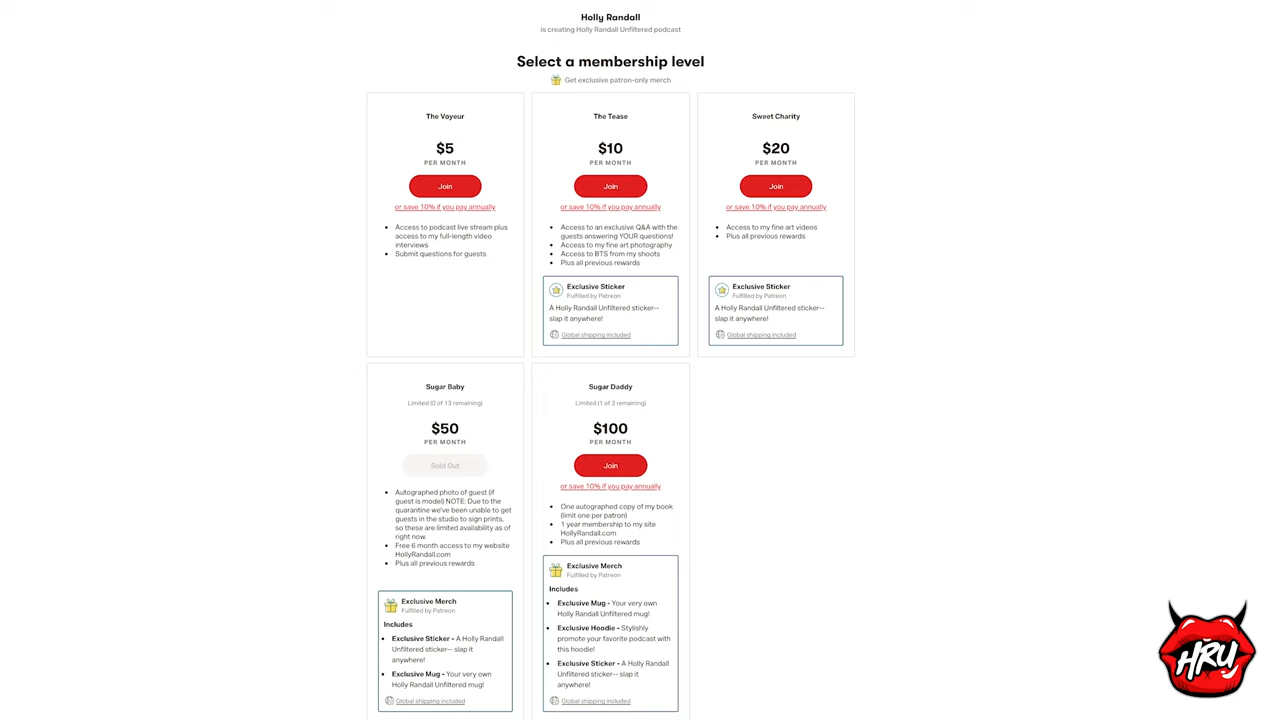 Holly Randall
is creating Holly Randall Unfiltered podcast
Select a membership level
Get exclusive patron-only merch
The Voyeur
$5
PER MONTH
Join
or save 10% if you pay annually
Access to podcast live stream plus
access to my full-length video
interviews
Submit questions for guests
The Tease
$10
PER MONTH
Join
or save 10% if you pay annually
Access to an exclusive Q&A with the
guests answering YOUR questions!
Access to my fine art photography
Access to BTS from my shoots
Plus all previous rewards
Exclusive Sticker
Fulfilled by Patreon
A Holly Randall Unfiltered sticker--
slap it anywhere!
Global shipping included
Sweet Charity
$20
PER MONTH
Join
or save 10% if you pay annually
Access to my fine art videos
Plus all previous rewards
Exclusive Sticker
Fulfilled by Patreon
A Holly Randall Unfiltered sticker--
slap it anywhere!
Global shipping included
Sugar Baby
Limited (0 of 13 remaining)
$50
PER MONTH
Sold Out
Autographed photo of guest (if
guest is model) NOTE: Due to the
quarantine we've been unable to get
guests in the studio to sign prints,
so these are limited availability as of
right now.
Free 6 month access to my website
HollyRandall.com
Plus all previous rewards
Exclusive Merch
Fulfilled by Patreon
Includes
Exclusive Sticker - A Holly Randall
Unfiltered sticker-- slap it
anywhere!
Exclusive Mug - Your very own
Holly Randall Unfiltered mug!
Global shipping included
Sugar Daddy
Limited (1 of 3 remaining)
$100
PER MONTH
Join
or save 10% if you pay annually
One autographed copy of my book
(limit one per patron)
1 year membership to my site
HollyRandall.com
Plus all previous rewards
Exclusive Merch
Fulfilled by Patreon
Includes
Exclusive Mug - Your very own
Holly Randall Unfiltered mug!
Exclusive Hoodie - Stylishly
promote your favorite podcast with
this hoodie!
Exclusive Sticker - A Holly Randall
Unfiltered sticker-- slap it
anywhere!
Global shipping included
HRU